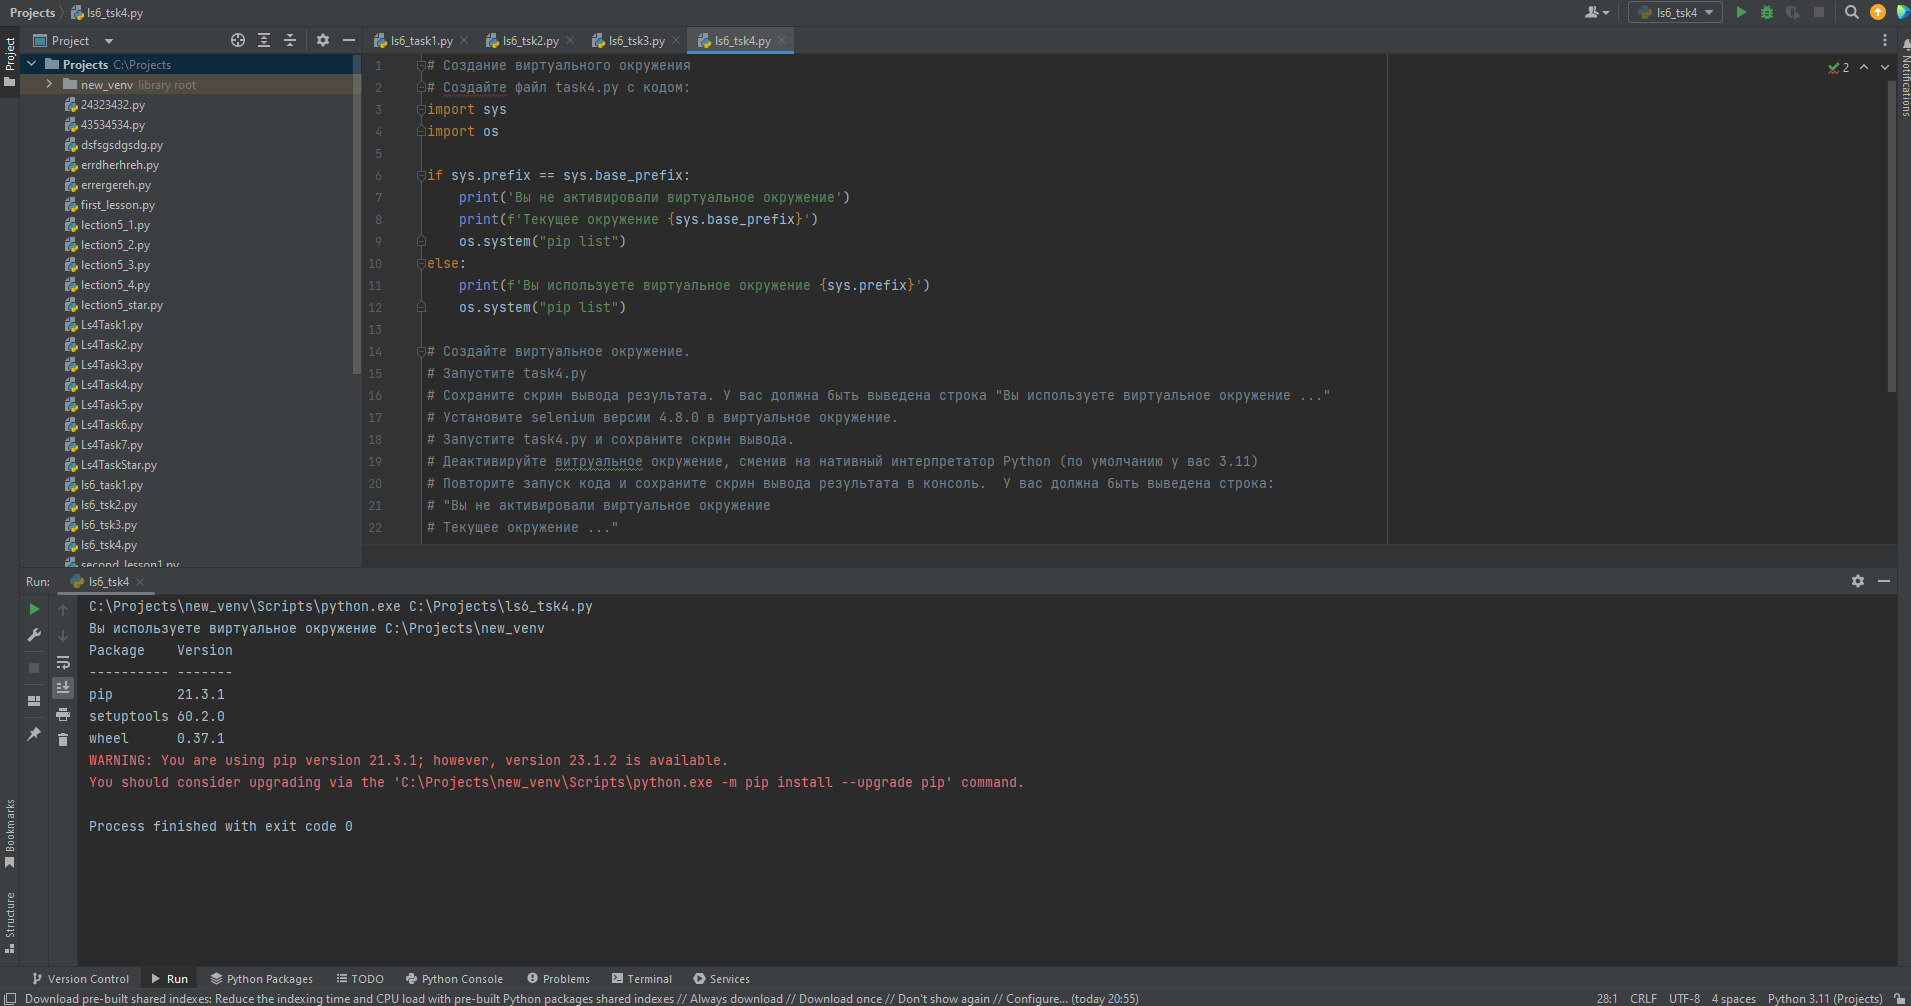 Projects
ls6_tsk4.py
ls6_tsk4
Project
Project
ls6_task1.py
ls6_tsk2.py
ls6_tsk3.py
ls6_tsk4.py
Notifications
Projects C:\Projects
new_venv library root
24323432.py
43534534.py
dsfsgsdgsdg.py
errdherhreh.py
errergereh.py
first_lesson.py
lection5_1.py
lection5_2.py
lection5_3.py
lection5_4.py
lection5_star.py
Ls4Task1.py
Ls4Task2.py
Ls4Task3.py
Ls4Task4.py
Ls4Task5.py
Ls4Task6.py
Ls4Task7.py
Ls4TaskStar.py
ls6_task1.py
ls6_tsk2.py
ls6_tsk3.py
ls6_tsk4.py
second_lesson1.py
2
1 # Создание виртуального окружения
2 # Создайте файл task4.py с кодом:
3 import sys
4 import os
5
6 if sys.prefix == sys.base_prefix:
7 print('Вы не активировали виртуальное окружение')
8 print(f'Текущее окружение {sys.base_prefix}')
9 os.system("pip list")
10 else:
11 print(f'Вы используете виртуальное окружение {sys.prefix}')
12 os.system("pip list")
13
14 # Создайте виртуальное окружение.
15 # Запустите task4.py
16 # Сохраните скрин вывода результата. У вас должна быть выведена строка "Вы используете виртуальное окружение ..."
17 # Установите selenium версии 4.8.0 в виртуальное окружение.
18 # Запустите task4.py и сохраните скрин вывода.
19 # Деактивируйте витруальное окружение, сменив на нативный интерпретатор Python (по умолчанию у вас 3.11)
20 # Повторите запуск кода и сохраните скрин вывода результата в консоль.  У вас должна быть выведена строка:
21 # "Вы не активировали виртуальное окружение
22 # Текущее окружение ..."
Run: ls6_tsk4
C:\Projects\new_venv\Scripts\python.exe C:\Projects\ls6_tsk4.py
Вы используете виртуальное окружение C:\Projects\new_venv
Package    Version
---------- -------
pip        21.3.1
setuptools 60.2.0
wheel      0.37.1
WARNING: You are using pip version 21.3.1; however, version 23.1.2 is available.
You should consider upgrading via the 'C:\Projects\new_venv\Scripts\python.exe -m pip install --upgrade pip' command.
Process finished with exit code 0
Bookmarks
Structure
Version Control Run Python Packages TODO Python Console Problems Terminal Services
Download pre-built shared indexes: Reduce the indexing time and CPU load with pre-built Python packages shared indexes // Always download // Download once // Don't show again // Configure... (today 20:55)
28:1 CRLF UTF-8 4 spaces Python 3.11 (Projects)